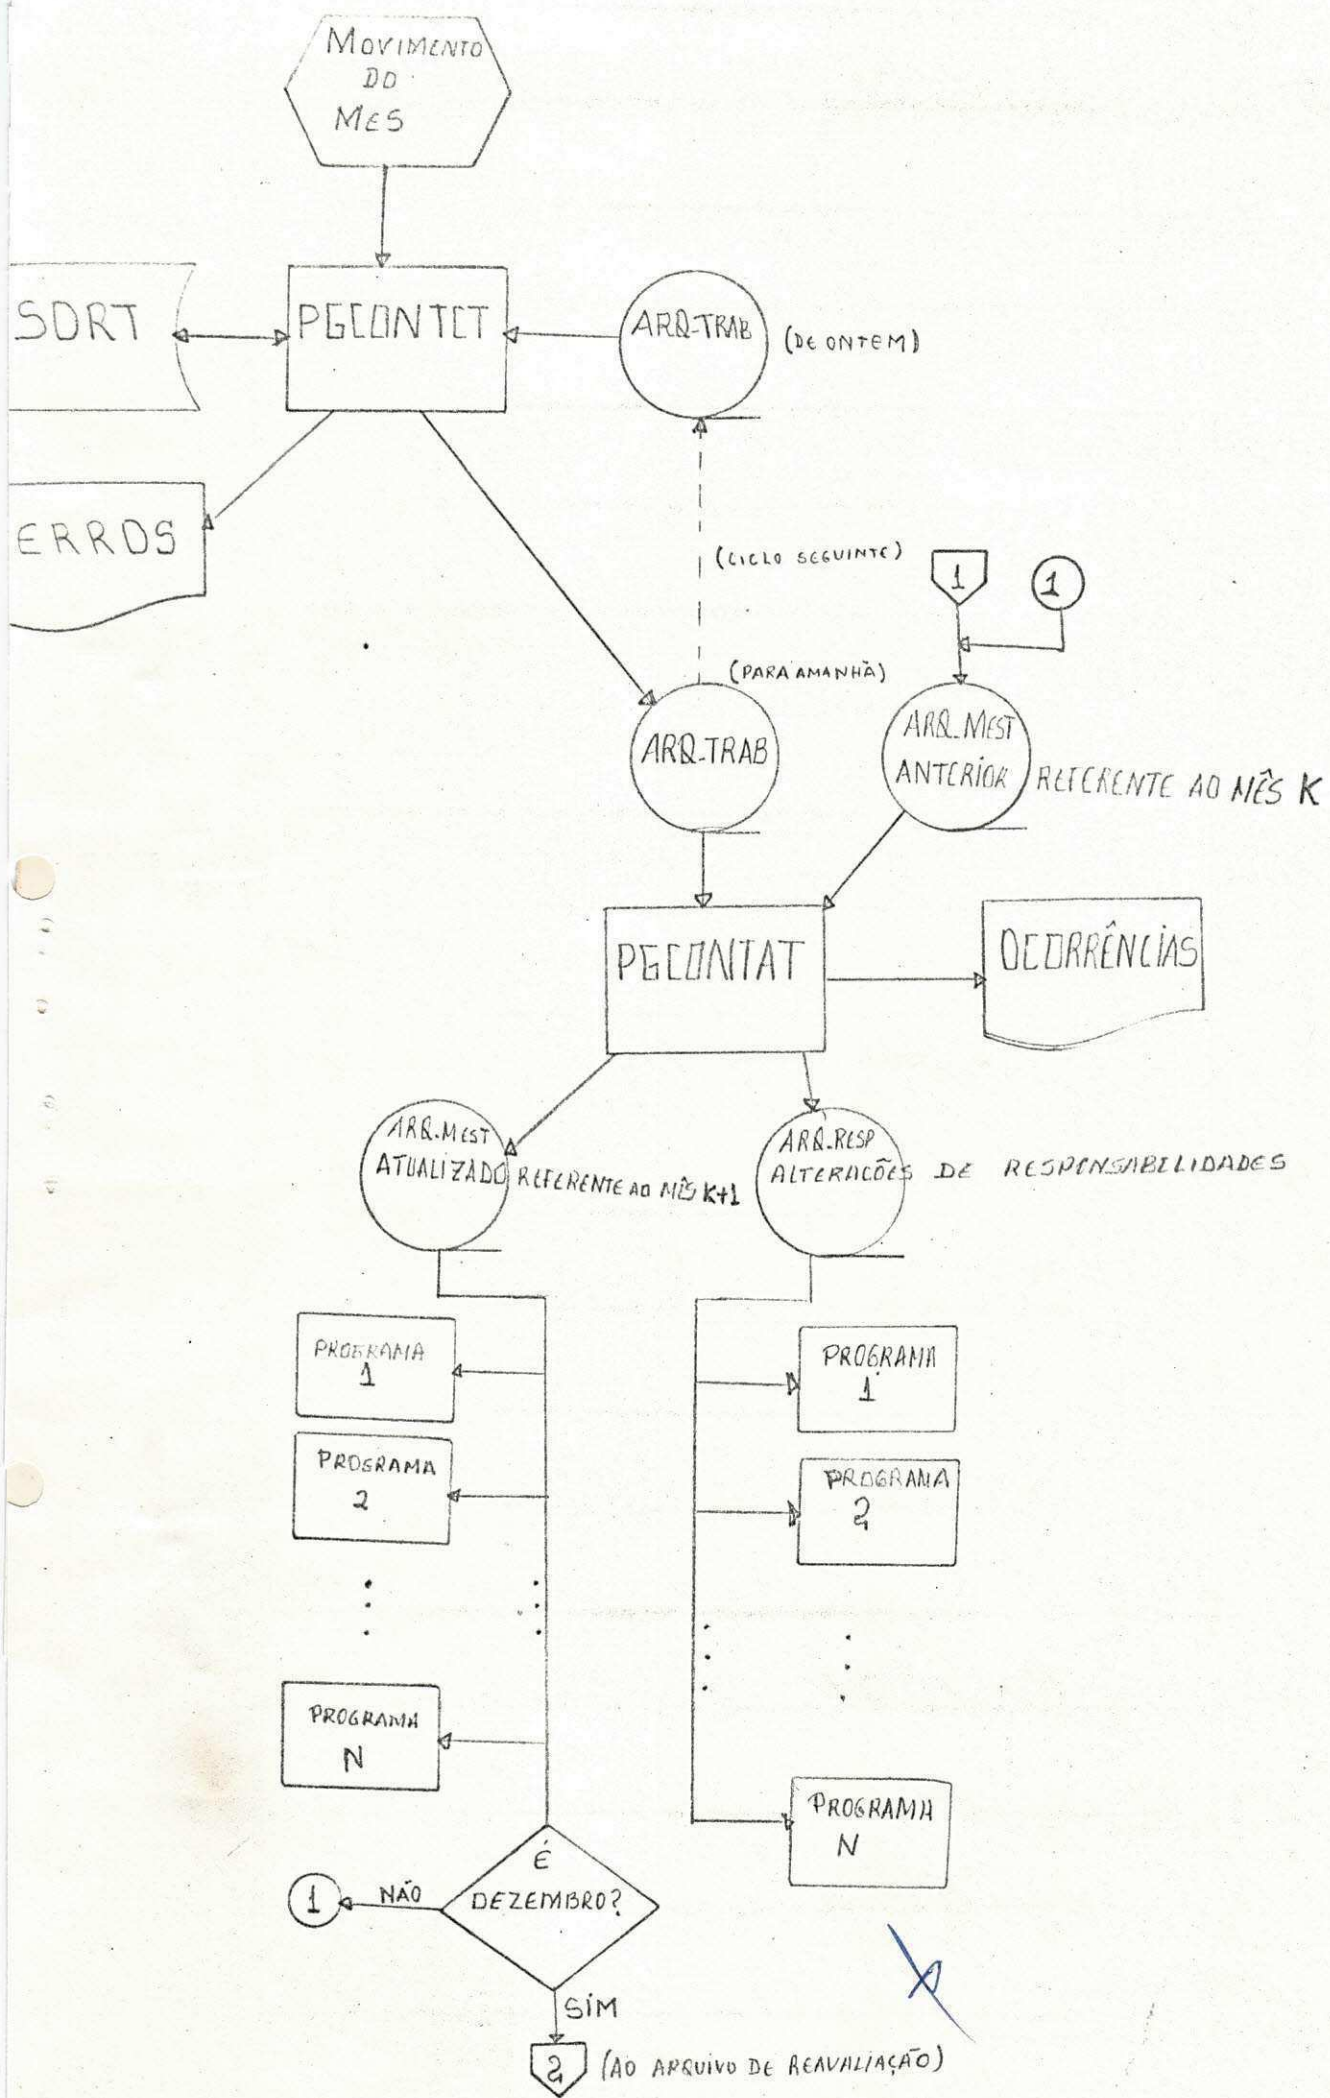 MOVIMENTO
DO
MES
SORT
PGCONTCT
ARQ-TRAB
(DE ONTEM)
ERROS
(CICLO SEGUINTE)
1
1
(PARA AMANHÃ)
ARQ-TRAB
ARQ-MEST
ANTERIOR REFERENTE AO MÊS K
PGCONTAT
OCORRÊNCIAS
ARQ-MEST
ATUALIZADO REFERENTE AO MÊS K+1
ARQ-RESP
ALTERAÇÕES DE RESPONSABILIDADES
PROGRAMA
1
PROGRAMA
1
PROGRAMA
2
PROGRAMA
2
PROGRAMA
N
PROGRAMA
N
É
DEZEMBRO?
NÃO
1
SIM
2 (AO ARQUIVO DE REAVALIAÇÃO)